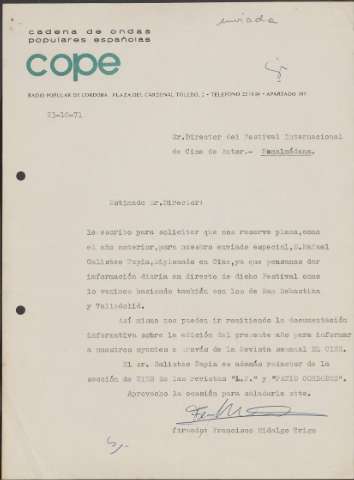 enviada
cadena de ondas
populares españolas
cope
RADIO POPULAR DE CORDOBA · PLAZA DEL CARDENAL TOLEDO, 2 · TELEFONO · APARTADO
23-10-71
Sr.Director del Festival Internacional
de Cine de Autor.- Benalmádena.
Estimado Sr.Director:
Le escribo para solicitar que nos reserve plaza,como
el año anterior,para nuestro enviado especial,D.Rafael
Galisteo Tapia,Diplomado en Cine,ya que pensamos dar
información diaria en directo de dicho Festival como
lo venimos haciendo también con los de San Sebastian
y Valladolid.
Así mismo nos pueden ir remitiendo la documentación
informativa sobre la edición del presente año para informar
a nuestros oyentes a través de la Revista semanal EL CINE.
El sr. Galisteo Tapia es además redactor de la
sección de CINE de las revistas y "PATIO CORDOBES".
Aprovecho la ocasión para saludarle atte.
firmado: Francisco Hidalgo Trigo